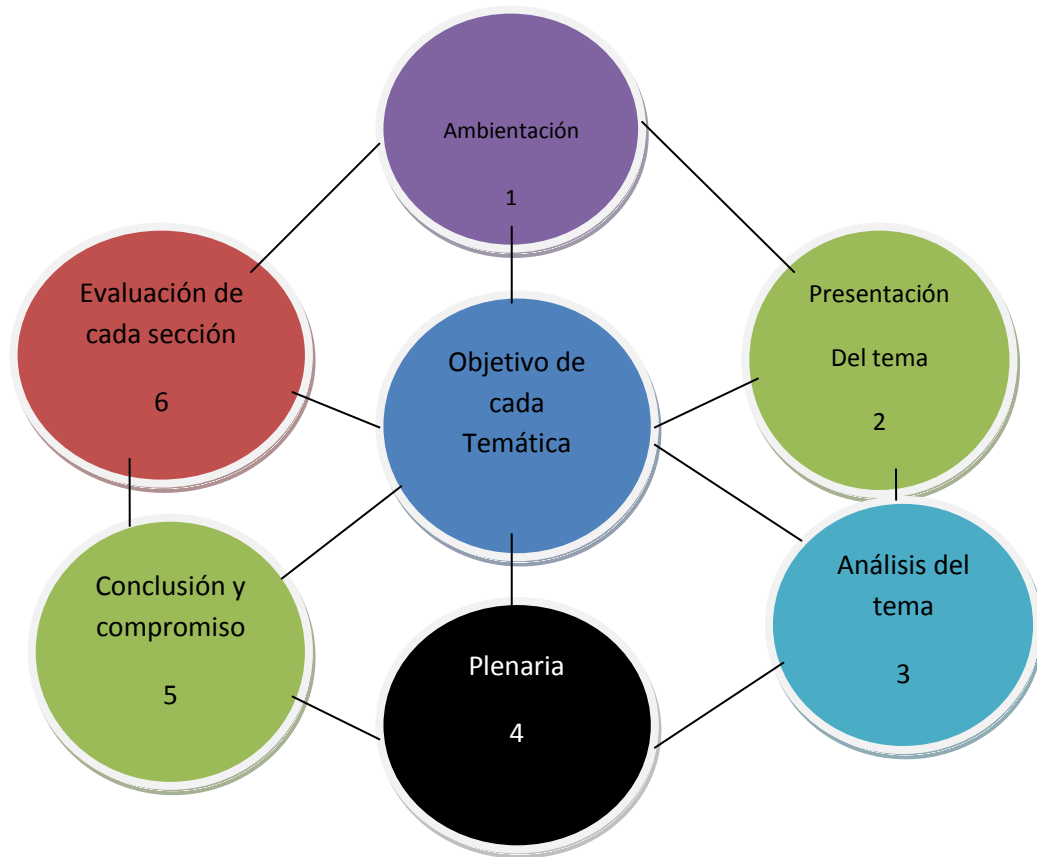 Ambientación
1
Presentación
Del tema
2
Análisis del
tema
3
Plenaria
4
Conclusión y
compromiso
5
Evaluación de
cada sección
6
Objetivo de
cada
Temática